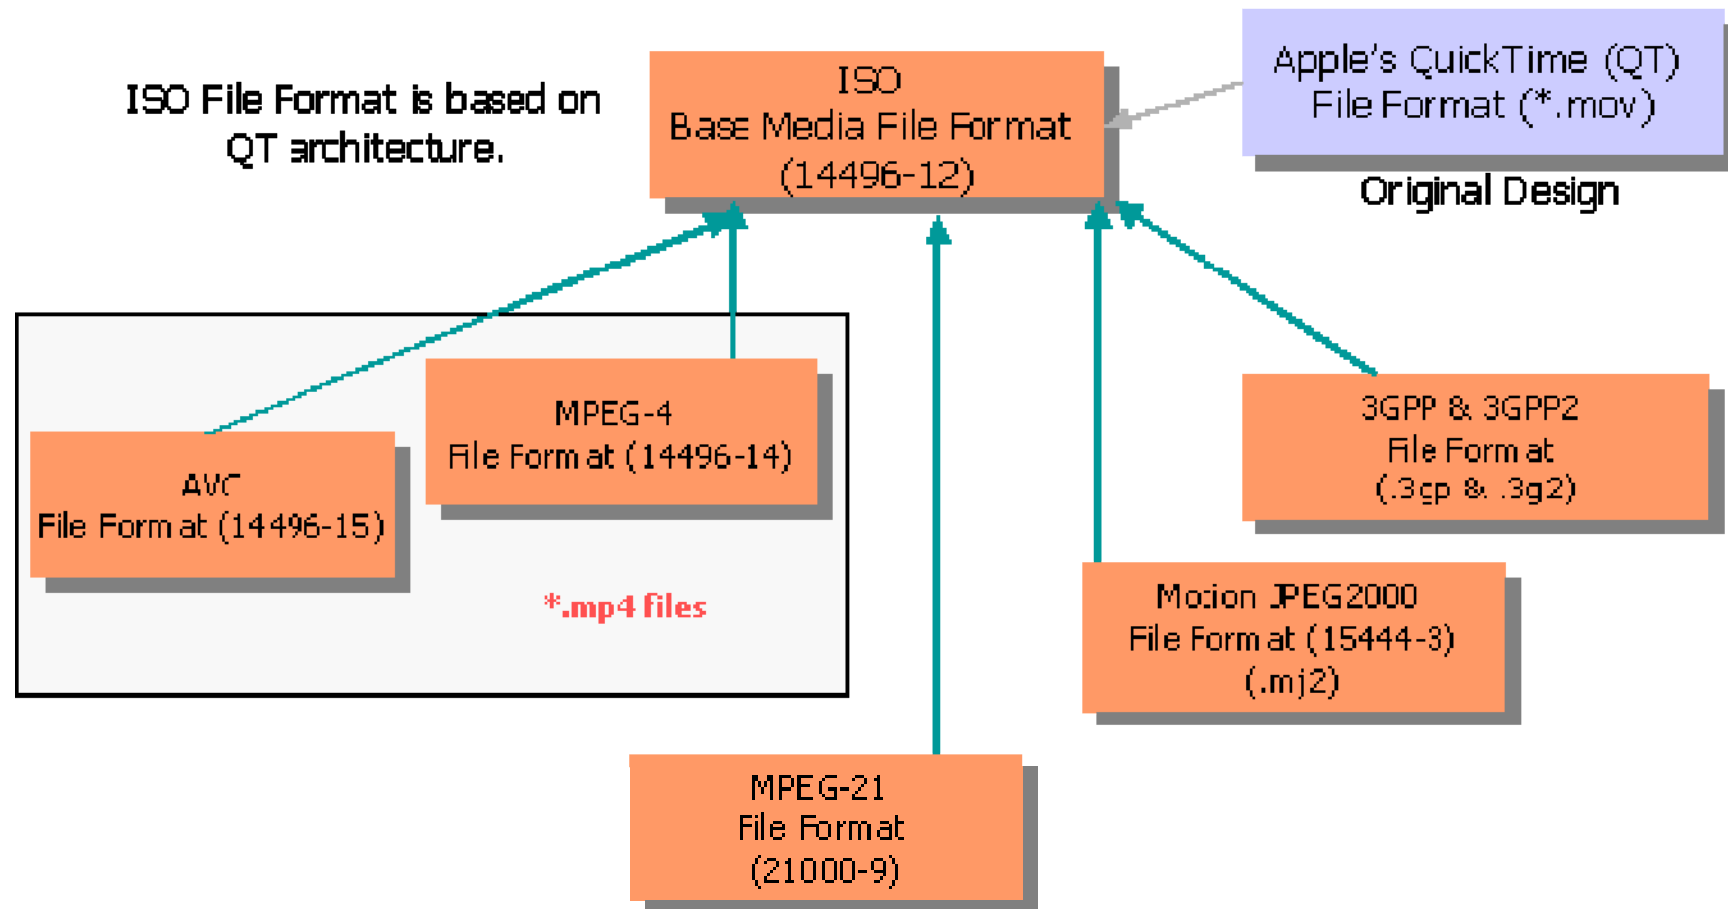 ISO File Format is based on
QT architecture.
ISO
Base Media File Format
(14496-12)
Apple's QuickTime (QT)
File Format (*.mov)
Original Design
AVC
File Format (14496-15)
MPEG-4
File Format (14496-14)
*.mp4 files
3GPP & 3GPP2
File Format
(.3gp & .3g2)
Motion JPEG2000
File Format (15444-3)
(.mj2)
MPEG-21
File Format
(21000-9)